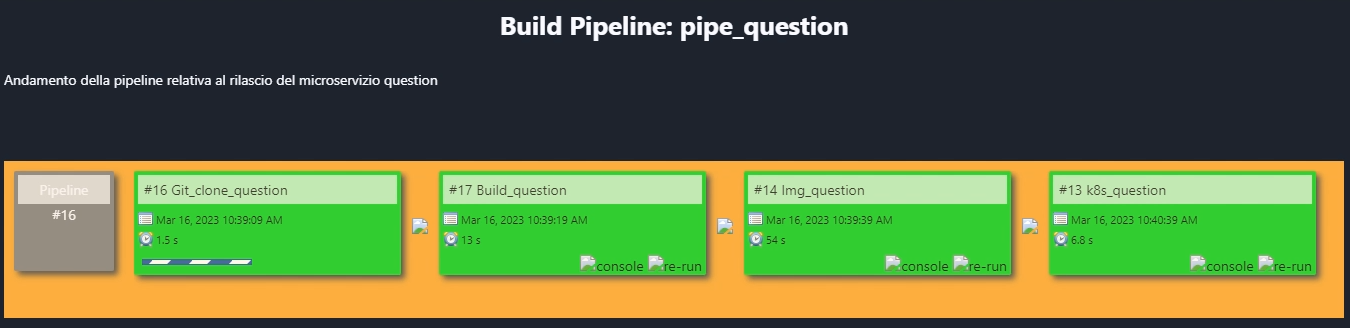 Build Pipeline: pipe_question
Andamento della pipeline relativa al rilascio del microservizio question
Pipeline
#16
#16 Git_clone_question
Mar 16, 2023 10:39:09 AM
1.5 s
#17 Build_question
Mar 16, 2023 10:39:19 AM
13 s
console re-run
#14 Img_question
Mar 16, 2023 10:39:39 AM
54 s
console re-run
#13 k8s_question
Mar 16, 2023 10:40:39 AM
6.8 s
console re-run